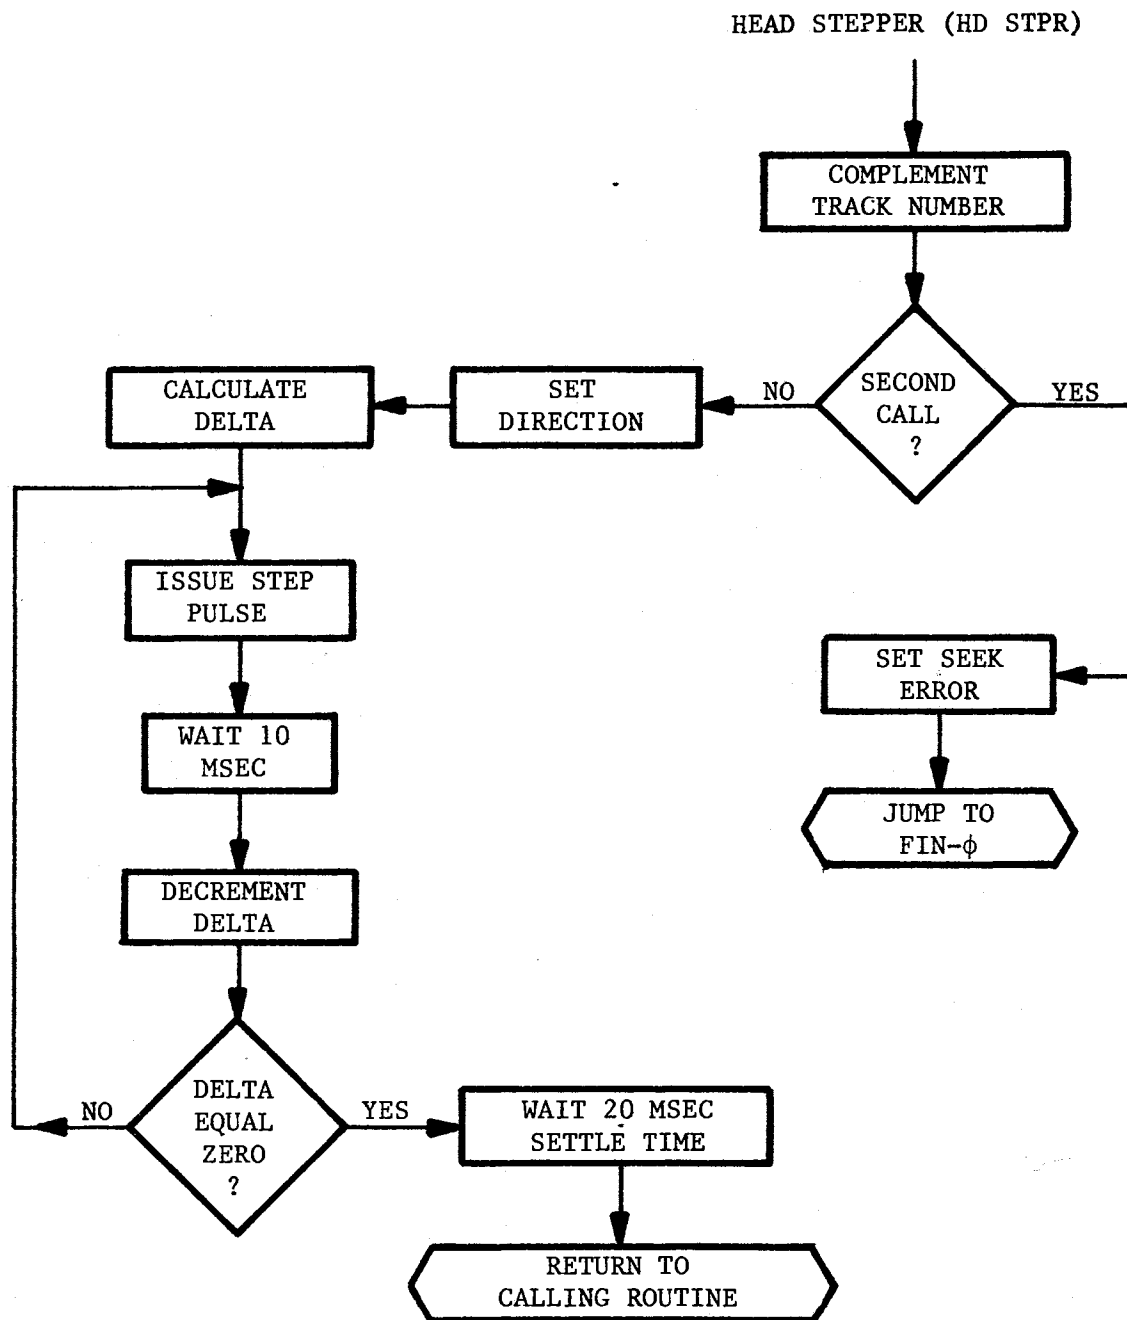 HEAD STEPPER (HD STPR)
COMPLEMENT
TRACK NUMBER
SECOND
CALL
?
NO
YES
SET
DIRECTION
CALCULATE
DELTA
ISSUE STEP
PULSE
WAIT 10
MSEC
DECREMENT
DELTA
DELTA
EQUAL
ZERO
?
NO
YES
WAIT 20 MSEC
SETTLE TIME
RETURN TO
CALLING ROUTINE
SET SEEK
ERROR
JUMP TO
FIN-ϕ